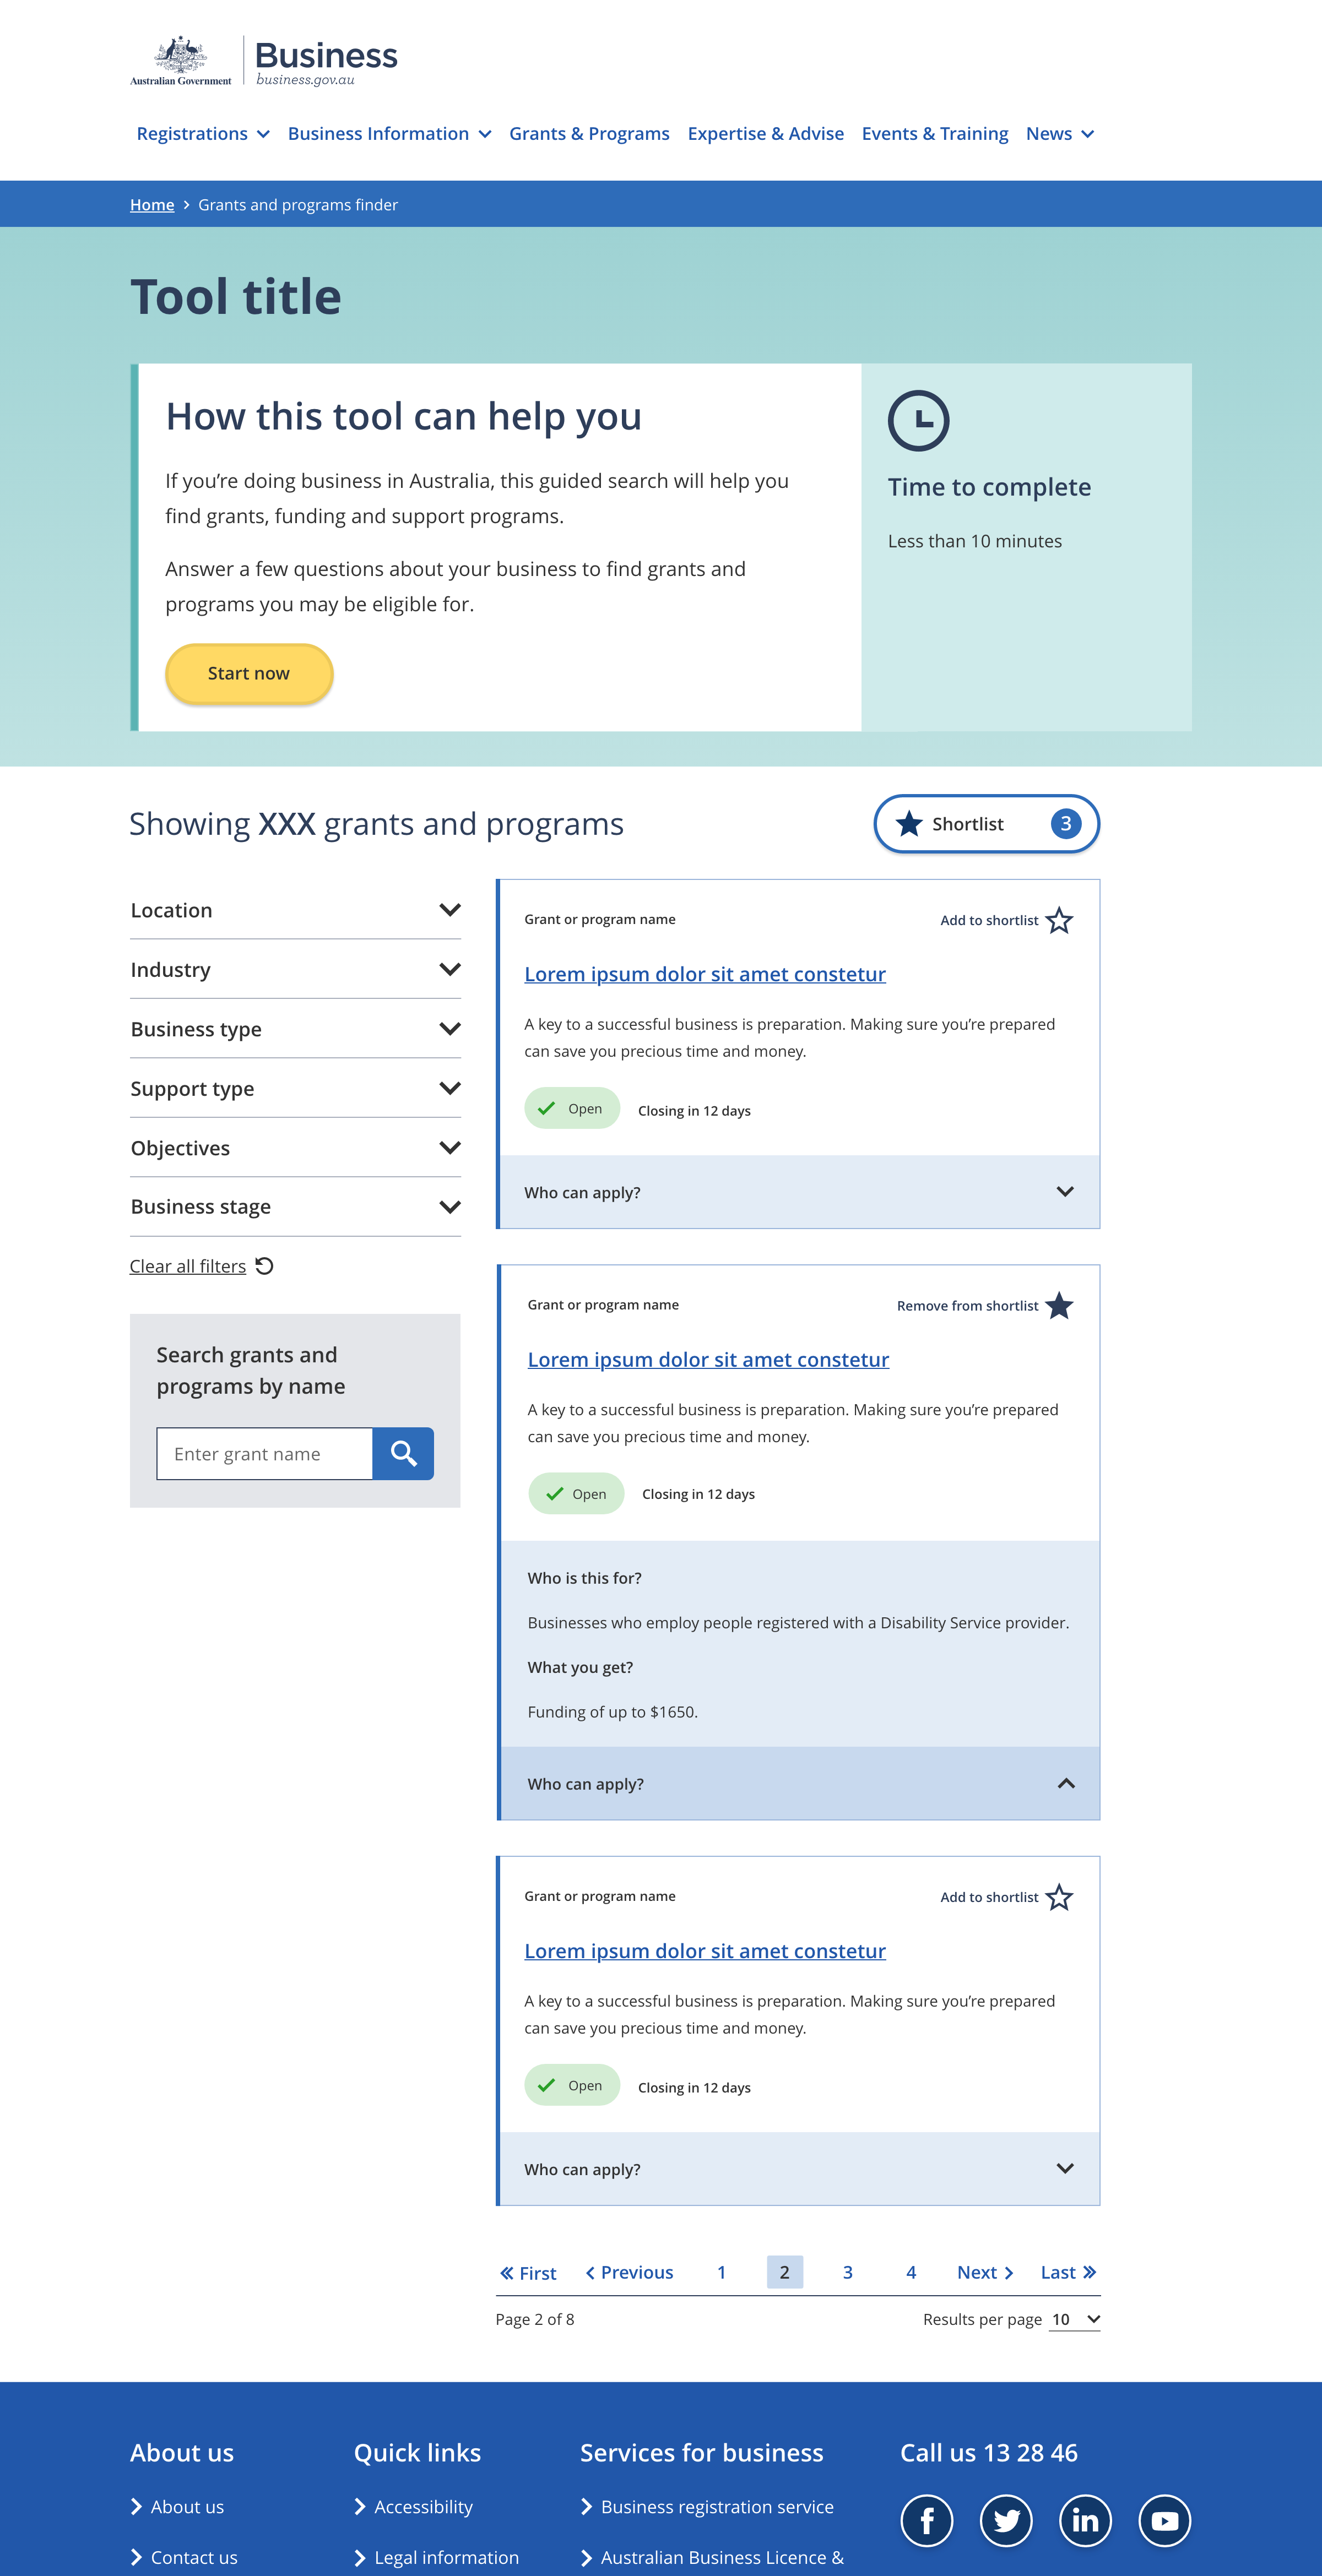 Australian Government
Business
business.gov.au
Registrations
Business Information
Grants & Programs
Expertise & Advise
Events & Training
News
Home
Grants and programs finder
Tool title
How this tool can help you
If you’re doing business in Australia, this guided search will help you
find grants, funding and support programs.
Answer a few questions about your business to find grants and
programs you may be eligible for.
Start now
Time to complete
Less than 10 minutes
Showing XXX grants and programs
Shortlist 3
Location
Industry
Business type
Support type
Objectives
Business stage
Clear all filters
Search grants and
programs by name
Enter grant name
Grant or program name
Add to shortlist
Lorem ipsum dolor sit amet constetur
A key to a successful business is preparation. Making sure you’re prepared
can save you precious time and money.
Open
Closing in 12 days
Who can apply?
Grant or program name
Remove from shortlist
Lorem ipsum dolor sit amet constetur
A key to a successful business is preparation. Making sure you’re prepared
can save you precious time and money.
Open
Closing in 12 days
Who is this for?
Businesses who employ people registered with a Disability Service provider.
What you get?
Funding of up to $1650.
Who can apply?
Grant or program name
Add to shortlist
Lorem ipsum dolor sit amet constetur
A key to a successful business is preparation. Making sure you’re prepared
can save you precious time and money.
Open
Closing in 12 days
Who can apply?
First
Previous
1
2
3
4
Next
Last
Page 2 of 8
Results per page 10
About us
About us
Contact us
Quick links
Accessibility
Legal information
Services for business
Business registration service
Australian Business Licence &
Call us 13 28 46